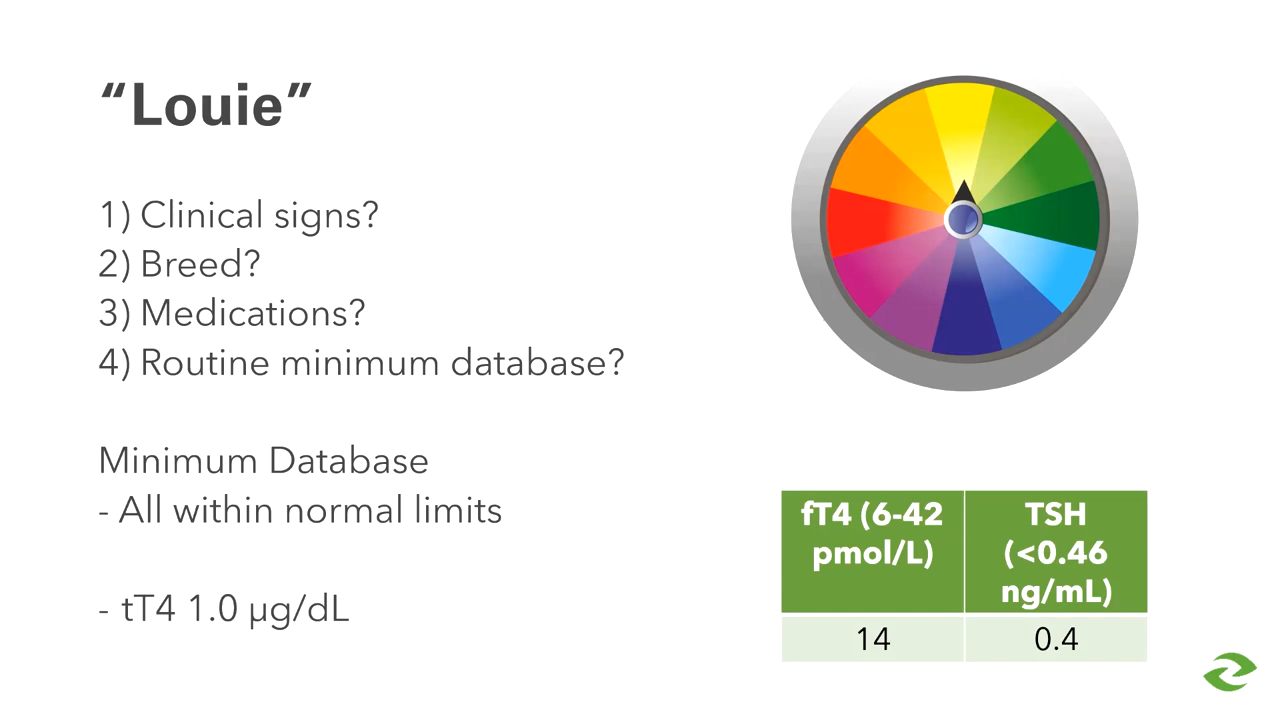 “Louie”
1) Clinical signs?
2) Breed?
3) Medications?
4) Routine minimum database?
Minimum Database
- All within normal limits
- tT4 1.0 µg/dL
fT4 (6-42
pmol/L)
TSH
(<0.46
ng/mL)
14
0.4